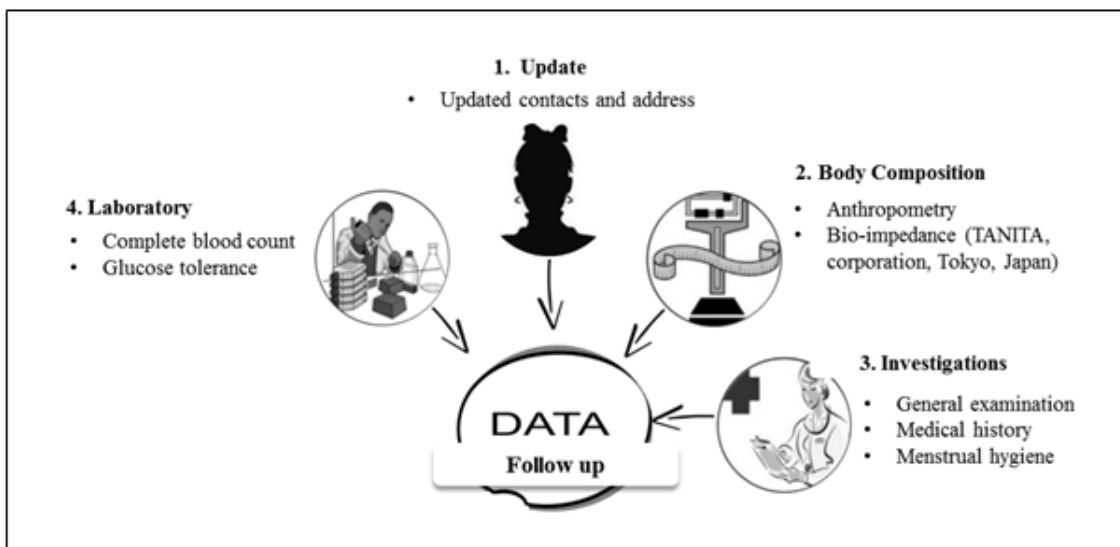 1. Update
• Updated contacts and address
2. Body Composition
• Anthropometry
• Bio-impedance (TANITA,
corporation, Tokyo, Japan)
4. Laboratory
• Complete blood count
• Glucose tolerance
3. Investigations
• General examination
• Medical history
• Menstrual hygiene
DATA
Follow up